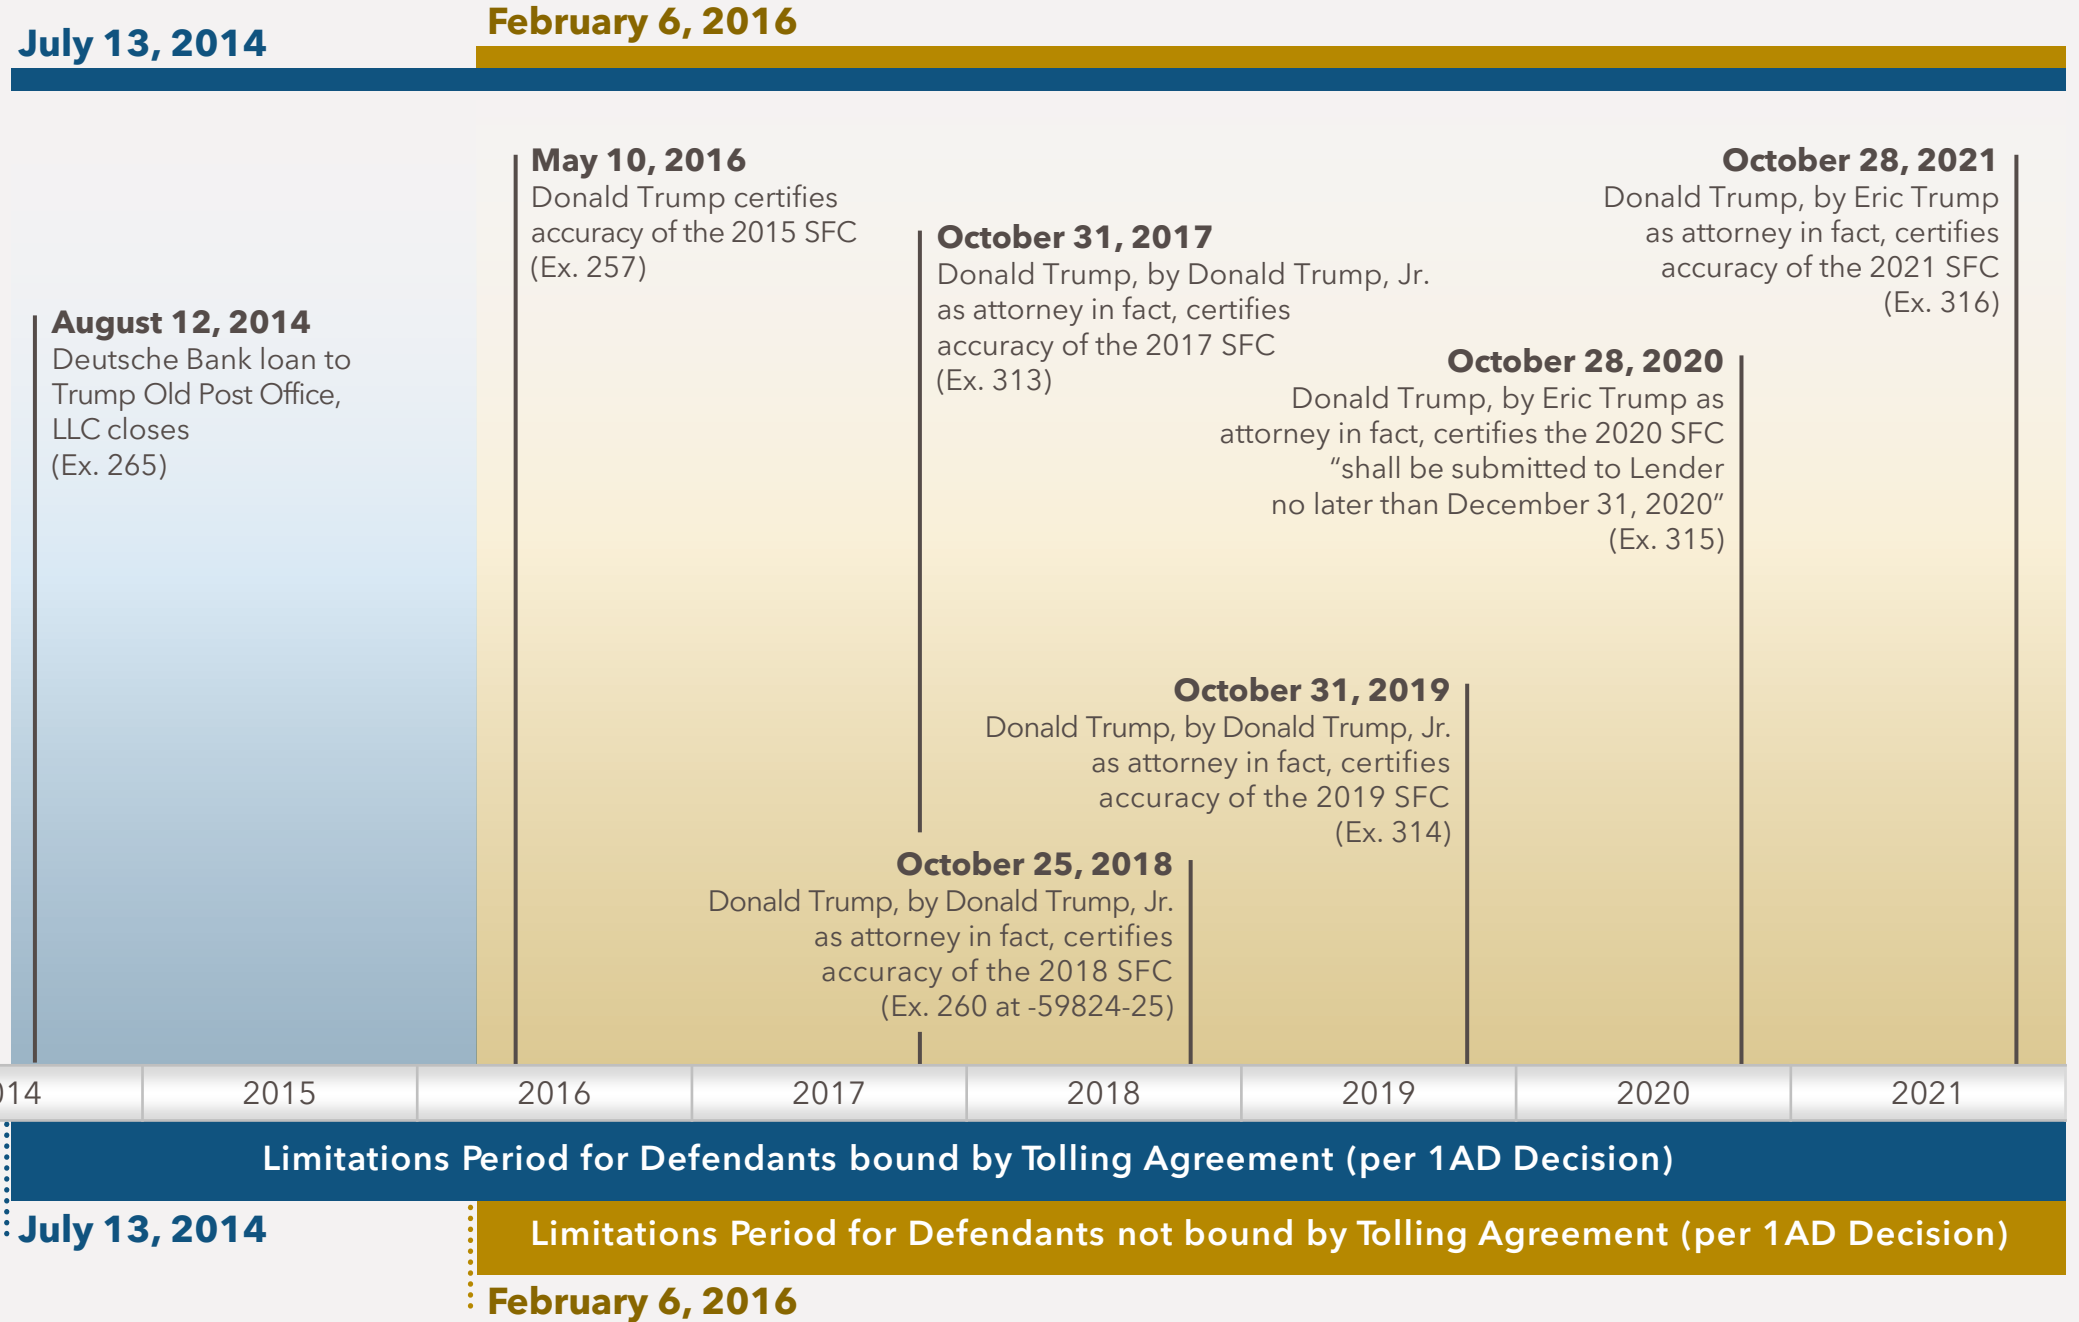 July 13, 2014
February 6, 2016
August 12, 2014
Deutsche Bank loan to
Trump Old Post Office,
LLC closes
(Ex. 265)
May 10, 2016
Donald Trump certifies
accuracy of the 2015 SFC
(Ex. 257)
October 31, 2017
Donald Trump, by Donald Trump, Jr.
as attorney in fact, certifies
accuracy of the 2017 SFC
(Ex. 313)
October 25, 2018
Donald Trump, by Donald Trump, Jr.
as attorney in fact, certifies
accuracy of the 2018 SFC
(Ex. 260 at -59824-25)
October 31, 2019
Donald Trump, by Donald Trump, Jr.
as attorney in fact, certifies
accuracy of the 2019 SFC
(Ex. 314)
October 28, 2020
Donald Trump, by Eric Trump as
attorney in fact, certifies the 2020 SFC
“shall be submitted to Lender
no later than December 31, 2020”
(Ex. 315)
October 28, 2021
Donald Trump, by Eric Trump
as attorney in fact, certifies
accuracy of the 2021 SFC
(Ex. 316)
14 2015 2016 2017 2018 2019 2020 2021
Limitations Period for Defendants bound by Tolling Agreement (per 1AD Decision)
July 13, 2014
Limitations Period for Defendants not bound by Tolling Agreement (per 1AD Decision)
February 6, 2016